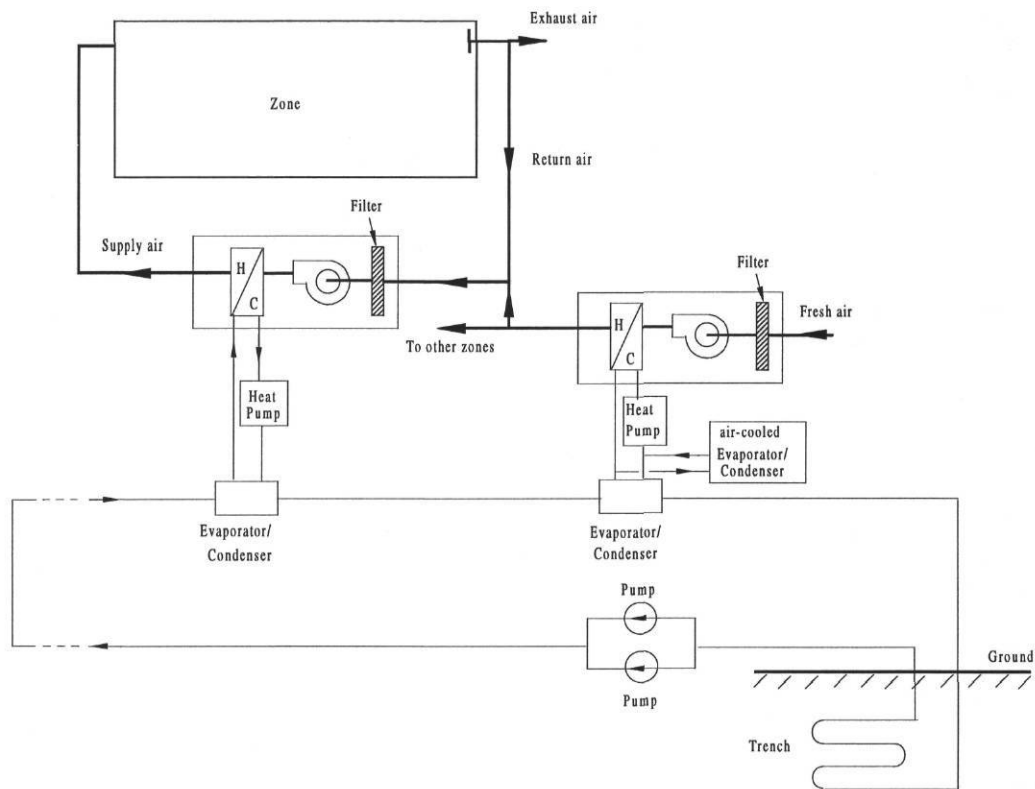 Exhaust air
Zone
Return air
Filter
Supply air
H
C
Filter
Fresh air
To other zones
H
C
Heat
Pump
Heat
Pump
air-cooled
Evaporator/
Condenser
Evaporator/
Condenser
Evaporator/
Condenser
Pump
Pump
Ground
Trench